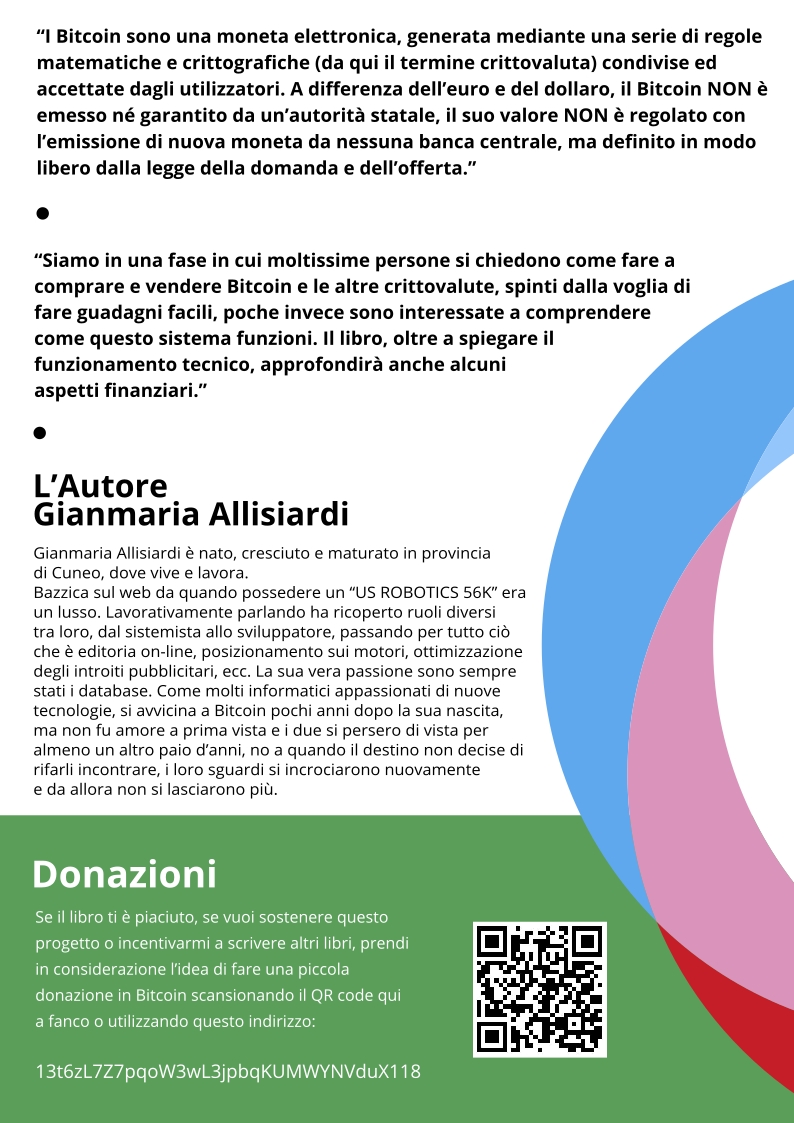 “I Bitcoin sono una moneta elettronica, generata mediante una serie di regole
matematiche e crittografiche (da qui il termine crittovaluta) condivise ed
accettate dagli utilizzatori. A differenza dell’euro e del dollaro, il Bitcoin NON è
emesso né garantito da un’autorità statale, il suo valore NON è regolato con
l’emissione di nuova moneta da nessuna banca centrale, ma definito in modo
libero dalla legge della domanda e dell’offerta.”
“Siamo in una fase in cui moltissime persone si chiedono come fare a
comprare e vendere Bitcoin e le altre crittovalute, spinti dalla voglia di
fare guadagni facili, poche invece sono interessate a comprendere
come questo sistema funzioni. Il libro, oltre a spiegare il
funzionamento tecnico, approfondirà anche alcuni
aspetti finanziari.”
L’Autore
Gianmaria Allisiardi
Gianmaria Allisiardi è nato, cresciuto e maturato in provincia
di Cuneo, dove vive e lavora.
Bazzica sul web da quando possedere un “US ROBOTICS 56K” era
un lusso. Lavorativamente parlando ha ricoperto ruoli diversi
tra loro, dal sistemista allo sviluppatore, passando per tutto ciò
che è editoria on-line, posizionamento sui motori, ottimizzazione
degli introiti pubblicitari, ecc. La sua vera passione sono sempre
stati i database. Come molti informatici appassionati di nuove
tecnologie, si avvicina a Bitcoin pochi anni dopo la sua nascita,
ma non fu amore a prima vista e i due si persero di vista per
almeno un altro paio d’anni, no a quando il destino non decise di
rifarli incontrare, i loro sguardi si incrociarono nuovamente
e da allora non si lasciarono più.
Donazioni
Se il libro ti è piaciuto, se vuoi sostenere questo
progetto o incentivarmi a scrivere altri libri, prendi
in considerazione l’idea di fare una piccola
donazione in Bitcoin scansionando il QR code qui
a fanco o utilizzando questo indirizzo:
13t6zL7Z7pqoW3wL3jpbqKUMWYNVduX118